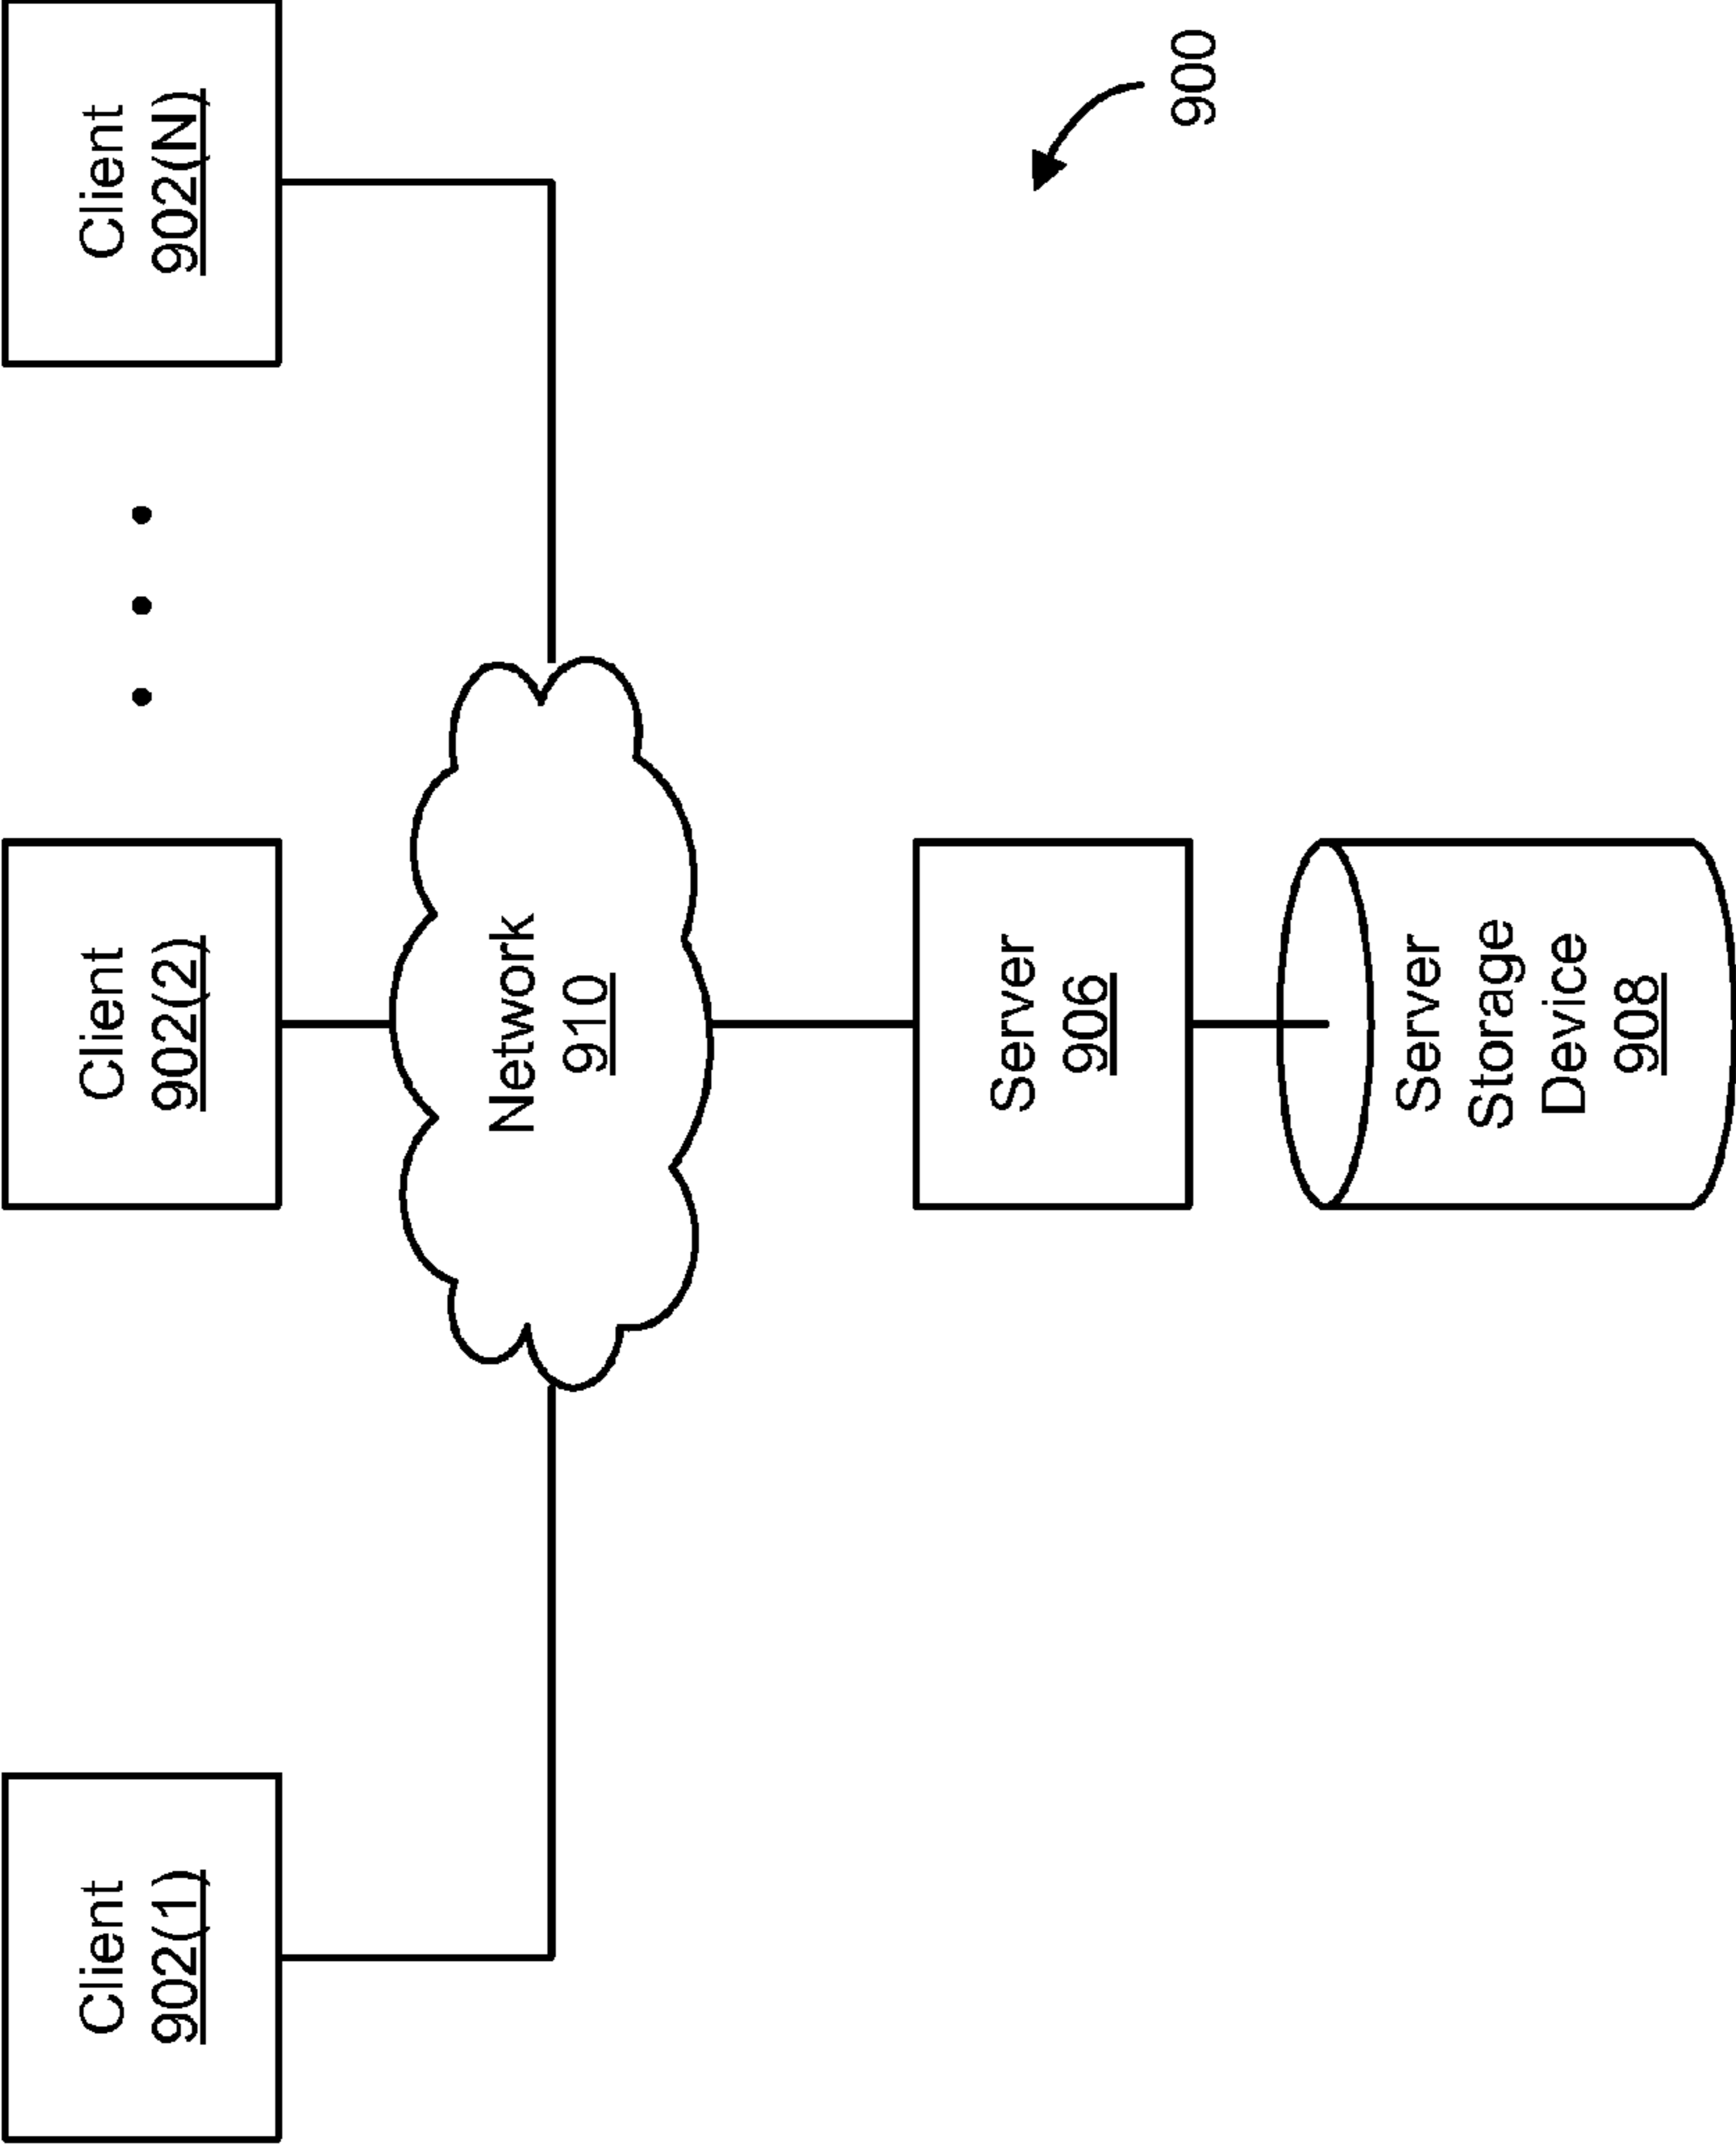 Client
902(1)
Client
902(2)
Client
902(N)
Network
910
Server
906
900
Server
Storage
Device
908